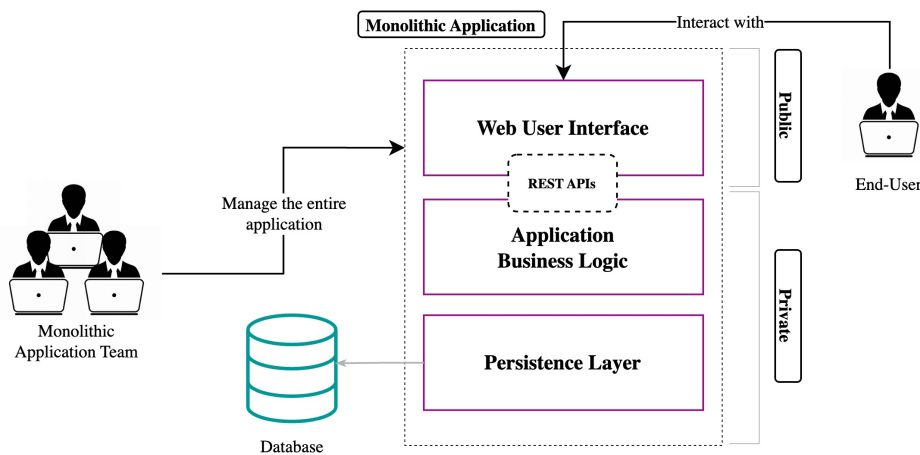 Monolithic Application
Interact with
Web User Interface
Public
End-User
REST APIs
Manage the entire
application
Application
Business Logic
Private
Monolithic
Application Team
Persistence Layer
Database